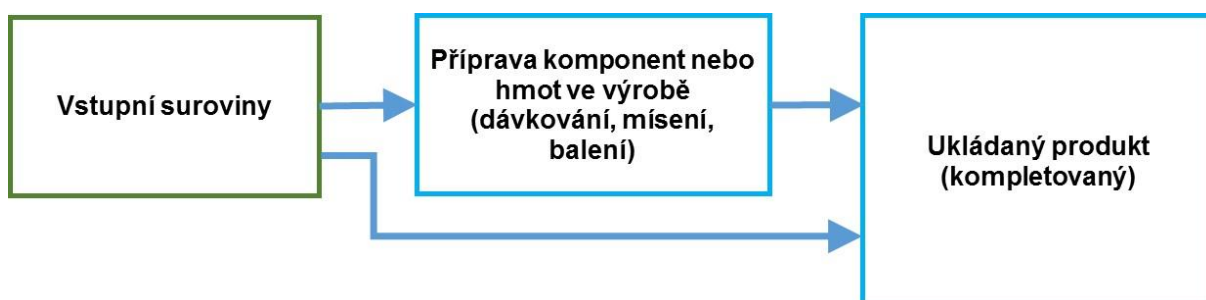 Vstupní suroviny
Příprava komponent nebo
hmot ve výrobě
(dávkování, mísení,
balení)
Ukládaný produkt
(kompletovaný)